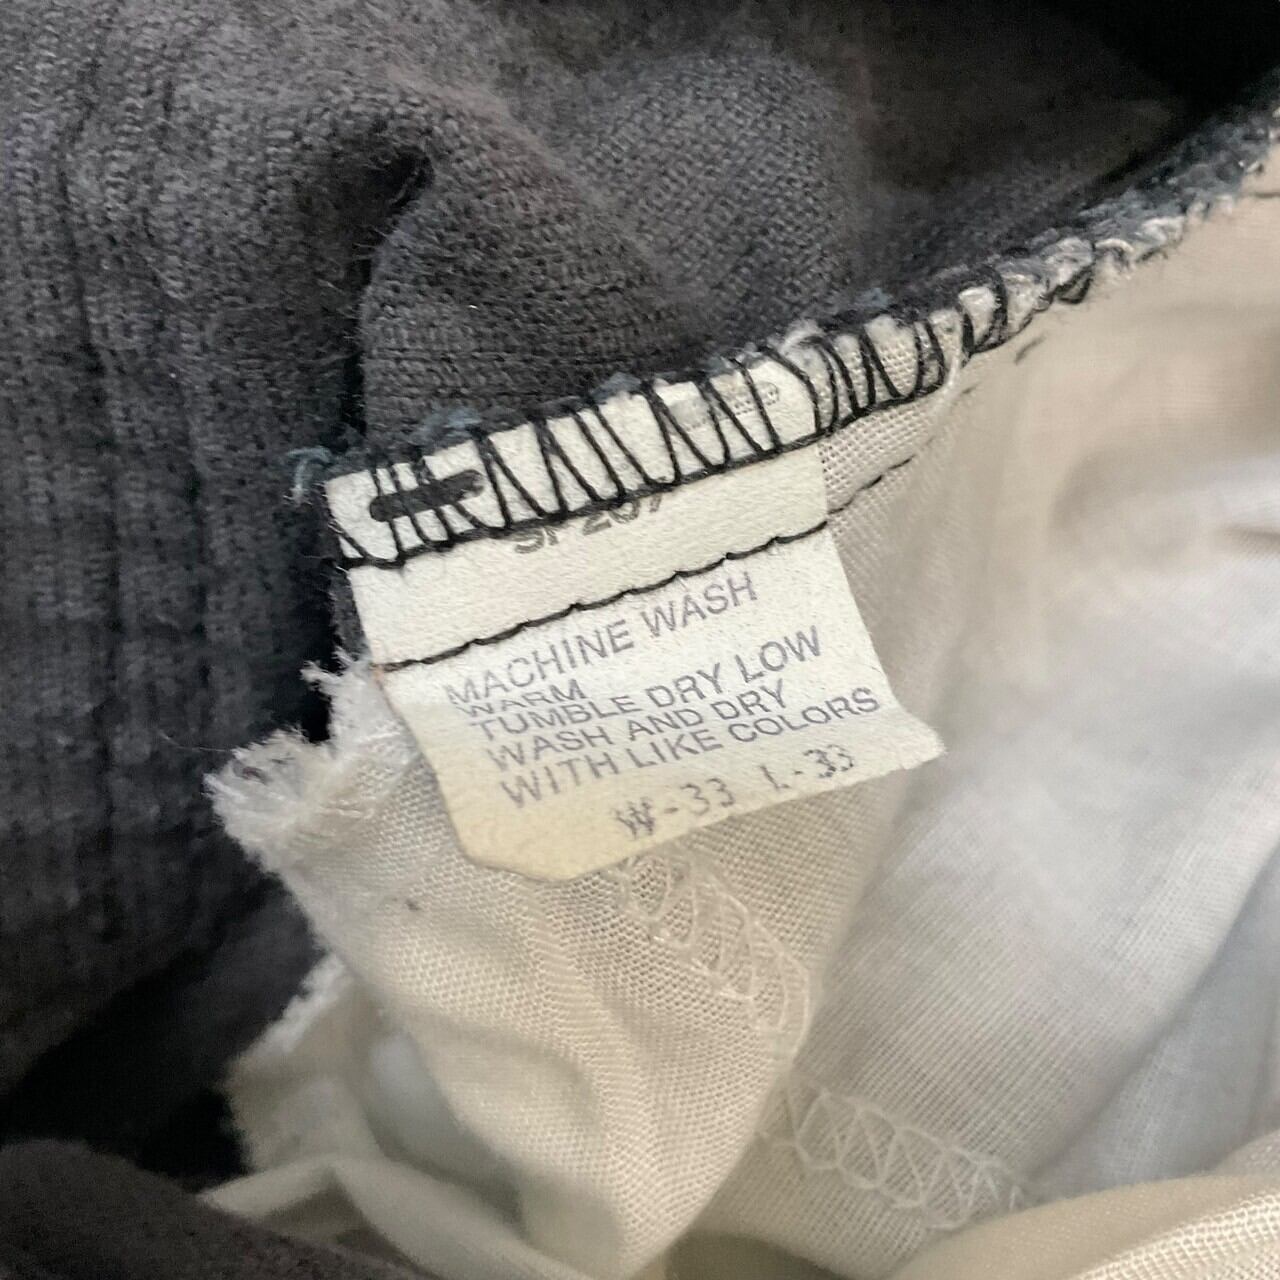 MACHINE WASH
WARM
TUMBLE DRY LOW
WASH AND DRY
WITH LIKE COLORS
W-33 L-33